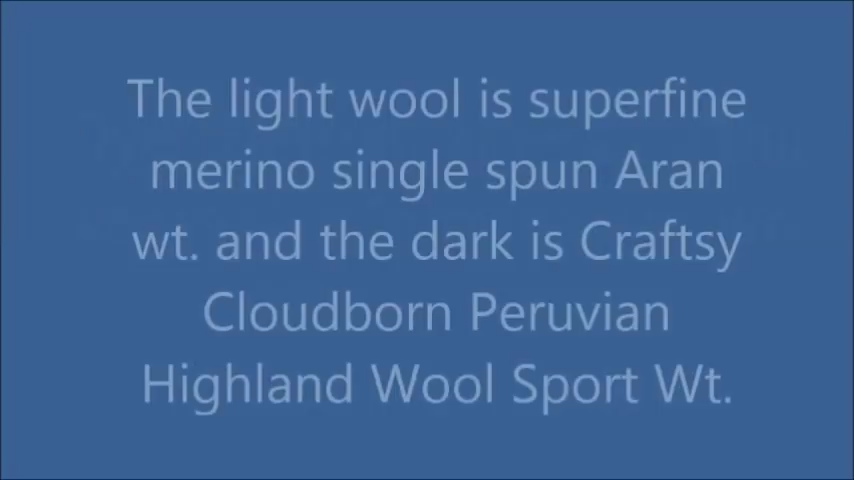 The light wool is superfine
merino single spun Aran
wt. and the dark is Craftsy
Cloudborn Peruvian
Highland Wool Sport Wt.